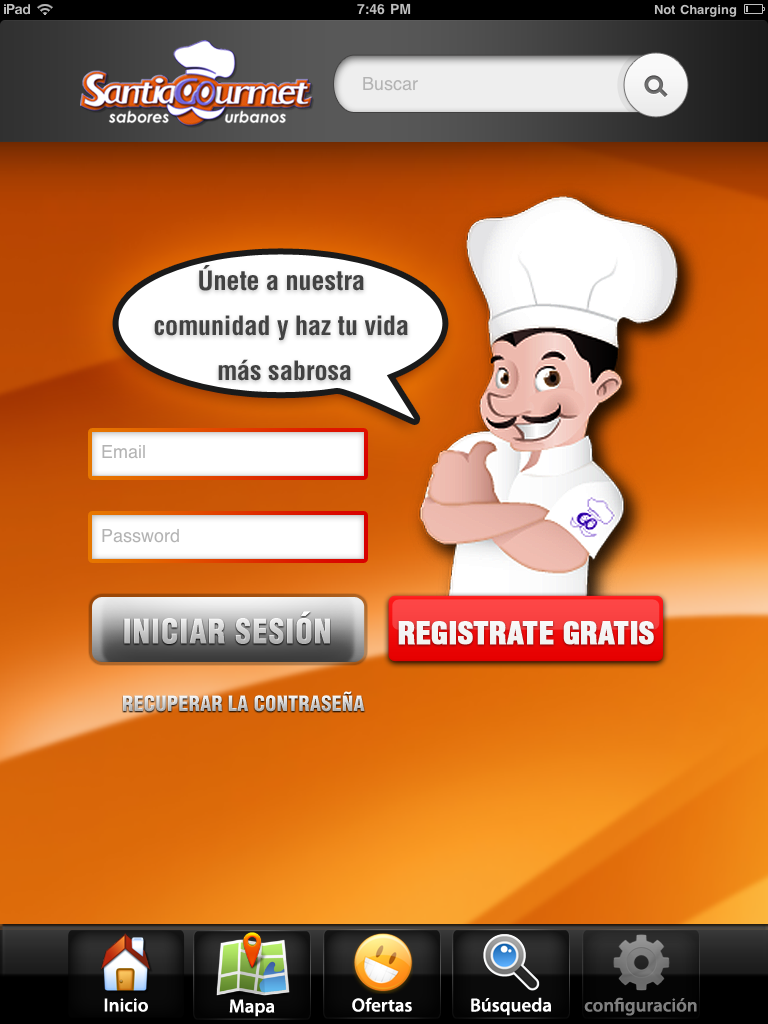 iPad 7:46 PM Not Charging
SantiaGOurmet
sabores urbanos
Buscar
Únete a nuestra
comunidad y haz tu vida
más sabrosa
Email
Password
GO
INICIAR SESIÓN
REGISTRATE GRATIS
RECUPERAR LA CONTRASEÑA
Inicio Mapa Ofertas Búsqueda configuración